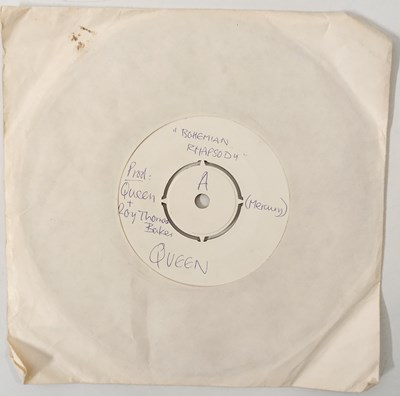 "BOHEMIAN
RHAPSODY"
A
Prod:
Queen
+
Roy Thomas
Baker
(Mercury)
QUEEN